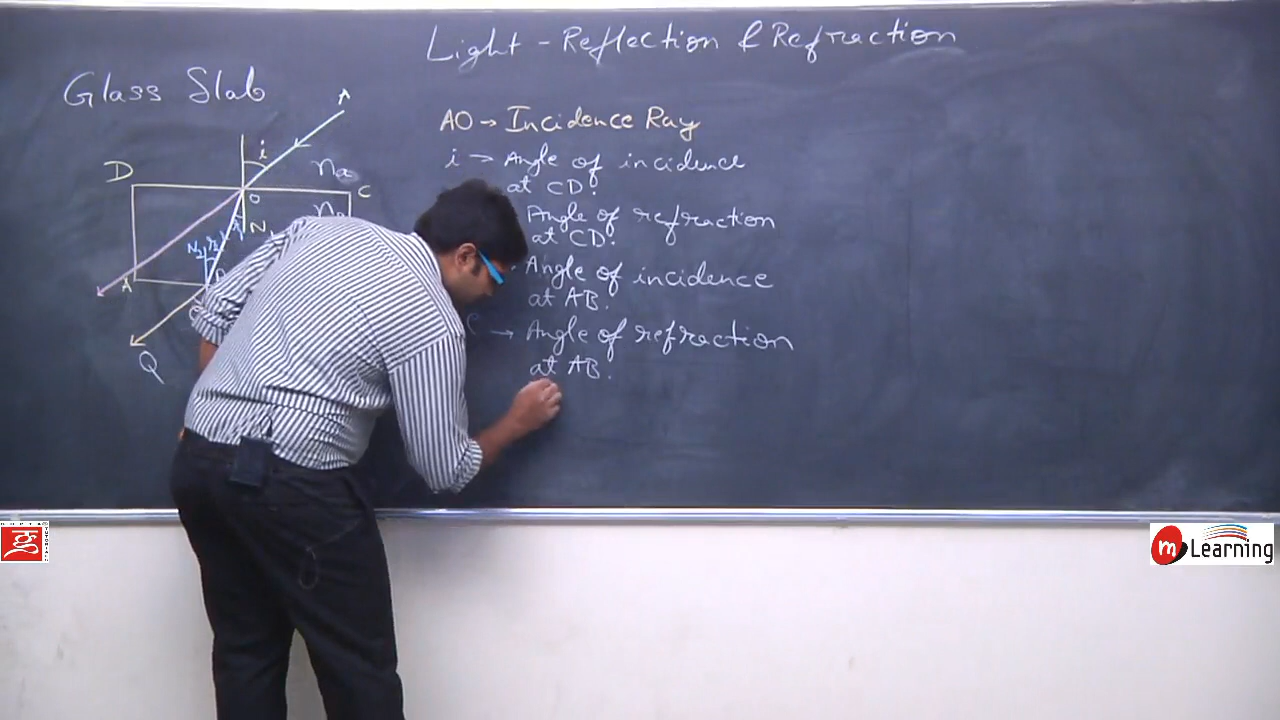 Light - Reflection & Refraction
Glass Slab
A
i
D
na
O
C
N
A
Q
AO → Incidence Ray
i → Angle of incidence
at CD.
Angle of refraction
at CD.
Angle of incidence
at AB.
e → Angle of refraction
at AB.
m Learning